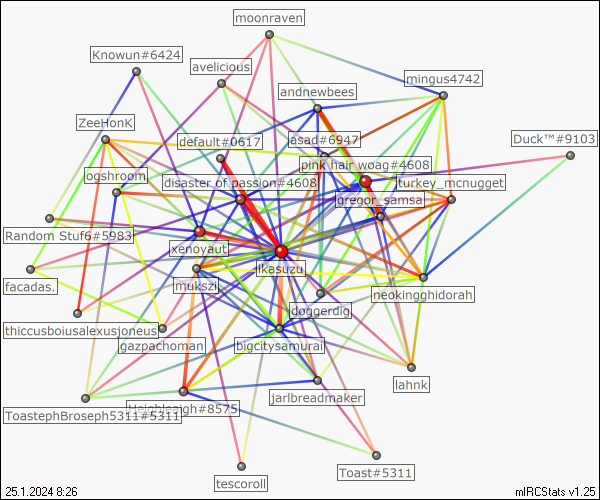 moonraven
Knowun#6424
avelicious
mingus4742
andnewbees
ZeeHonK
default#0617
asad#6947
Duck™#9103
pink hair woag#4608
ogshroom
disaster of passion#4608
turkey_mcnugget
gregor_samsa
Random Stuf6#5983
xenoyaut
likasuzu
facadas.
mukszi
neokingghidorah
doggerdig
thiccusboiusalexusjoneus
gazpachoman
bigcitysamurai
lahnk
jarlbreadmaker
ToastephBroseph5311#5311
#8575
Toast#5311
tescoroll
25.1.2024 8:26
mIRCStats v1.25